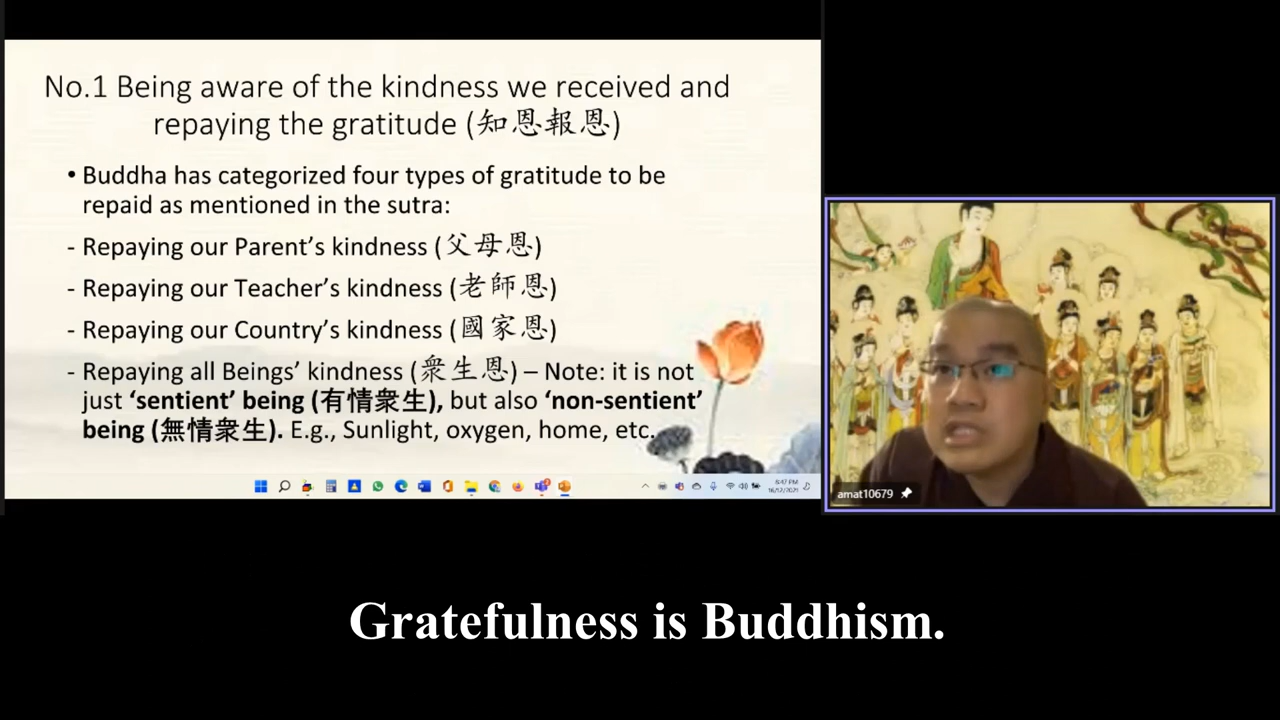 No.1 Being aware of the kindness we received and
repaying the gratitude (知恩報恩)
• Buddha has categorized four types of gratitude to be
repaid as mentioned in the sutra:
- Repaying our Parent’s kindness (父母恩)
- Repaying our Teacher’s kindness (老師恩)
- Repaying our Country’s kindness (國家恩)
- Repaying all Beings’ kindness (衆生恩) – Note: it is not
just ‘sentient’ being (有情衆生), but also ‘non-sentient’
being (無情衆生). E.g., Sunlight, oxygen, home, etc.
amat10679
Gratefulness is Buddhism.